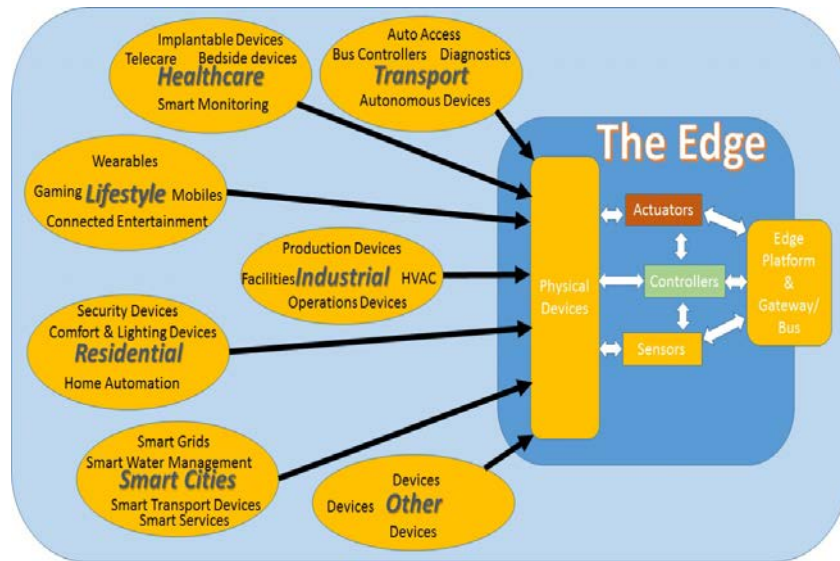 Implantable Devices
Telecare Bedside devices
Healthcare
Smart Monitoring
Auto Access
Bus Controllers Diagnostics
Transport
Autonomous Devices
Wearables
Gaming Lifestyle Mobiles
Connected Entertainment
Production Devices
Facilities Industrial HVAC
Operations Devices
Security Devices
Comfort & Lighting Devices
Residential
Home Automation
Smart Grids
Smart Water Management
Smart Cities
Smart Transport Devices
Smart Services
Devices
Devices Other
Devices
The Edge
Physical
Devices
Actuators
Controllers
Sensors
Edge
Platform
&
Gateway/
Bus